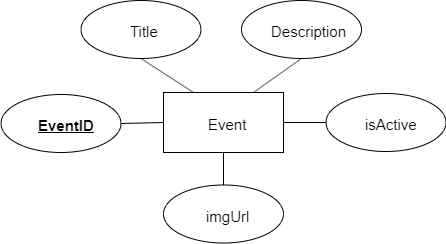 Title
Description
EventID
Event
isActive
imgUrl